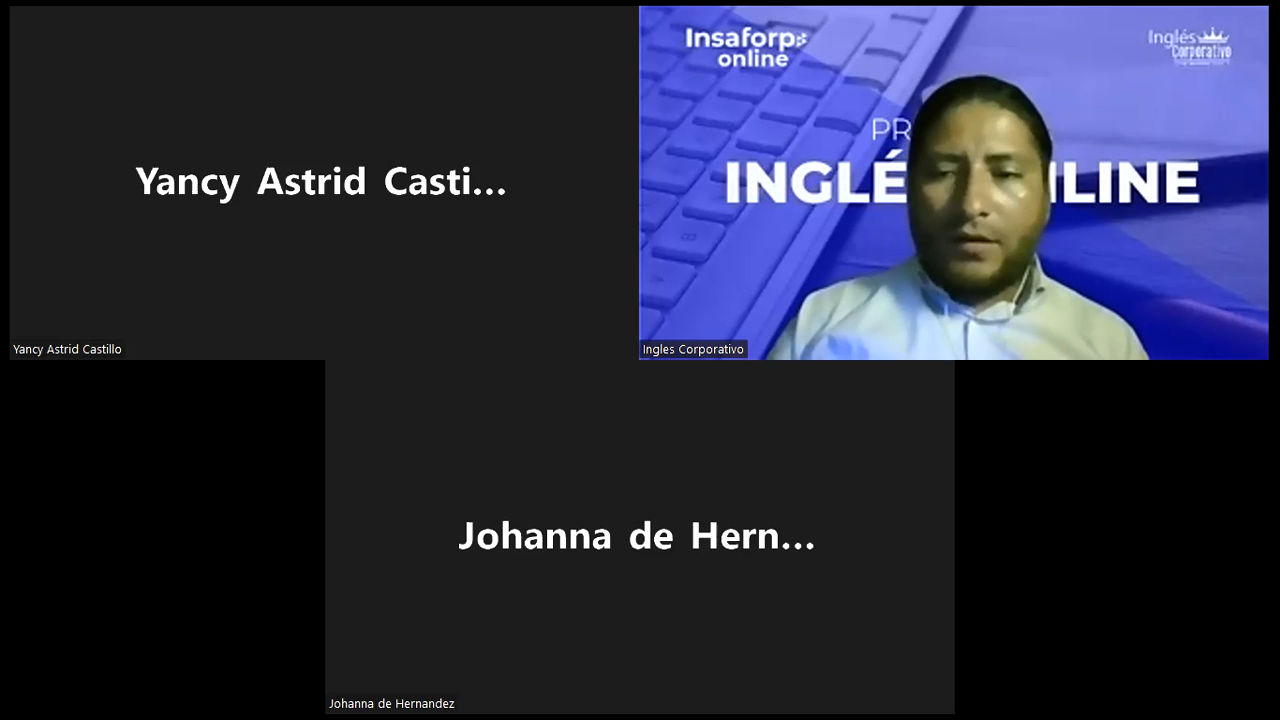 Yancy Astrid Casti...
Yancy Astrid Castillo
Insaforp
online
Inglés
Corporativo
PR
INGLÉ
LINE
Ingles Corporativo
Johanna de Hern...
Johanna de Hernandez